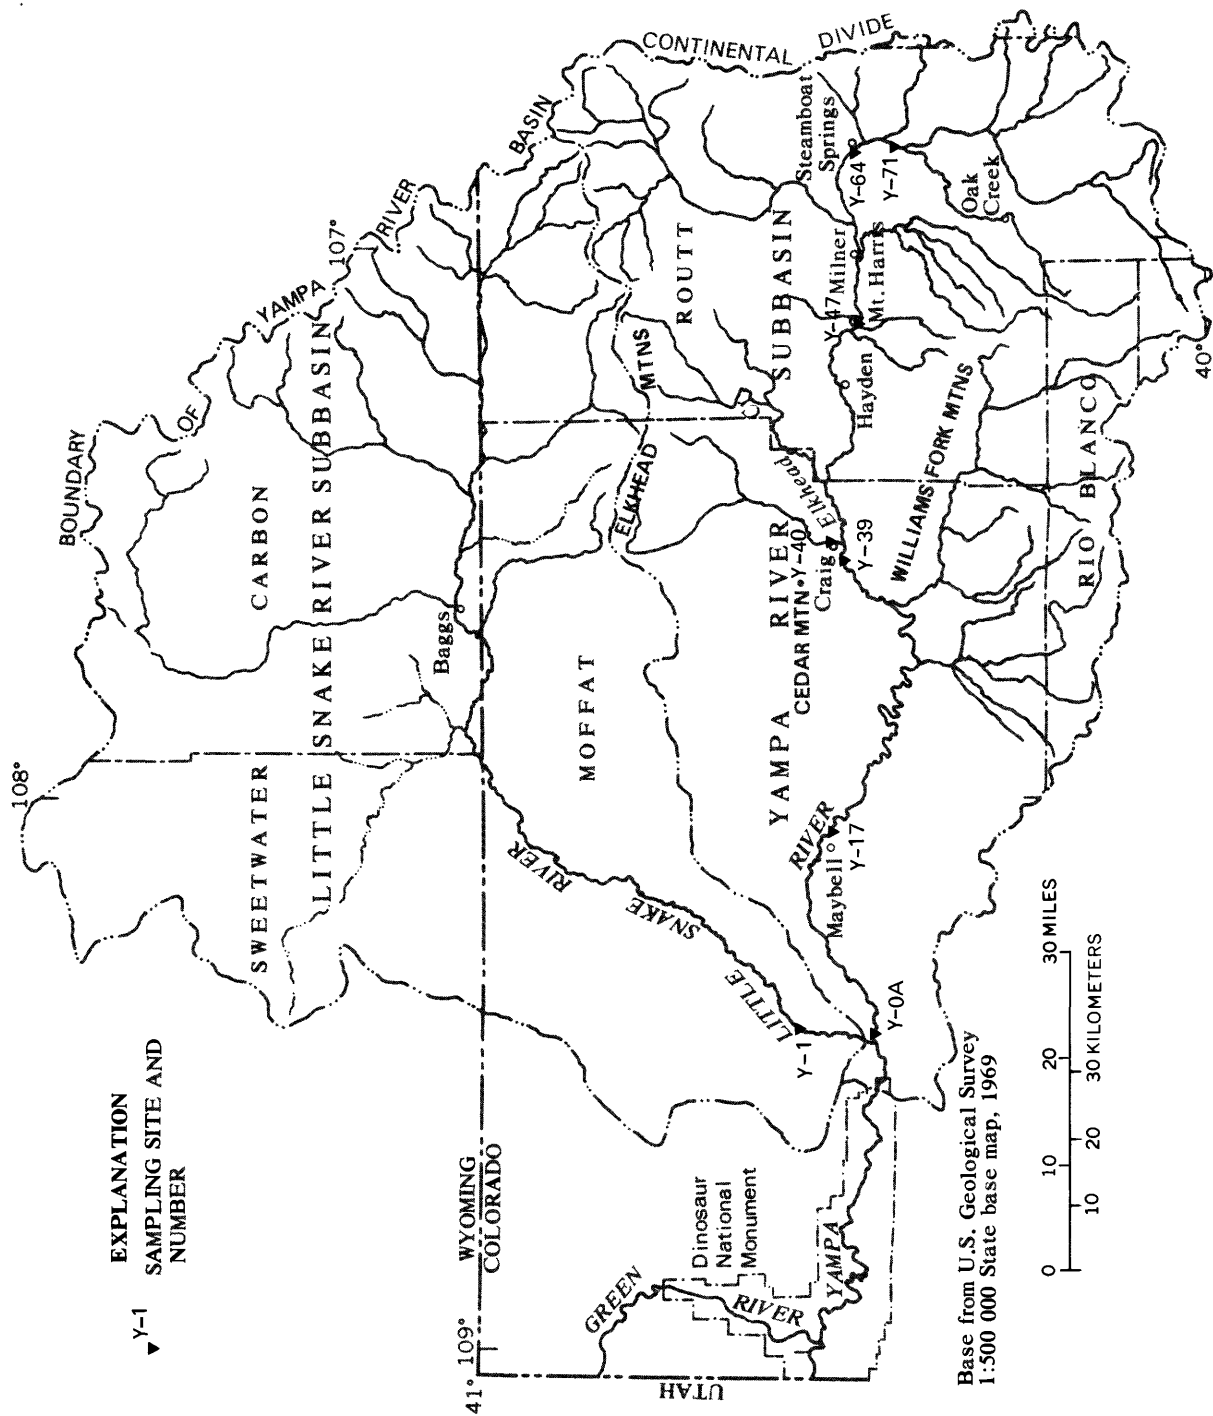 EXPLANATION
▼Y-1 SAMPLING SITE AND
NUMBER
BOUNDARY
OF
YAMPA
RIVER
BASIN
CONTINENTAL DIVIDE
109°
108°
107°
41°
40°
WYOMING
COLORADO
UTAH
SWEETWATER
CARBON
LITTLE SNAKE RIVER SUBBASIN
Baggs
MOFFAT
ROUTT
ELKHEAD MTNS
LITTLE
SNAKE
RIVER
YAMPA RIVER SUBBASIN
CEDAR MTN•
Y-40
Craig
Elkhead
Y-39
Hayden
Y-47
Milner
Mt. Harris
Steamboat
Springs
Y-64
Y-71
Oak
Creek
WILLIAMS FORK MTNS
RIO BLANCO
RIVER
Maybell
Y-17
Y-1
Y-0A
Dinosaur
National
Monument
GREEN
RIVER
YAMPA
Base from U.S. Geological Survey
1:500 000 State base map, 1969
0 10 20 30 MILES
10 20 30 KILOMETERS